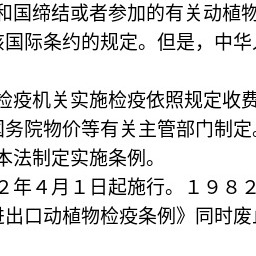 和国缔结或者参加的有关动植物
该国际条约的规定。但是，中华人
检疫机关实施检疫依照规定收费
国务院物价等有关主管部门制定。
本法制定实施条例。
２年４月１日起施行。１９８２
进出口动植物检疫条例》同时废止